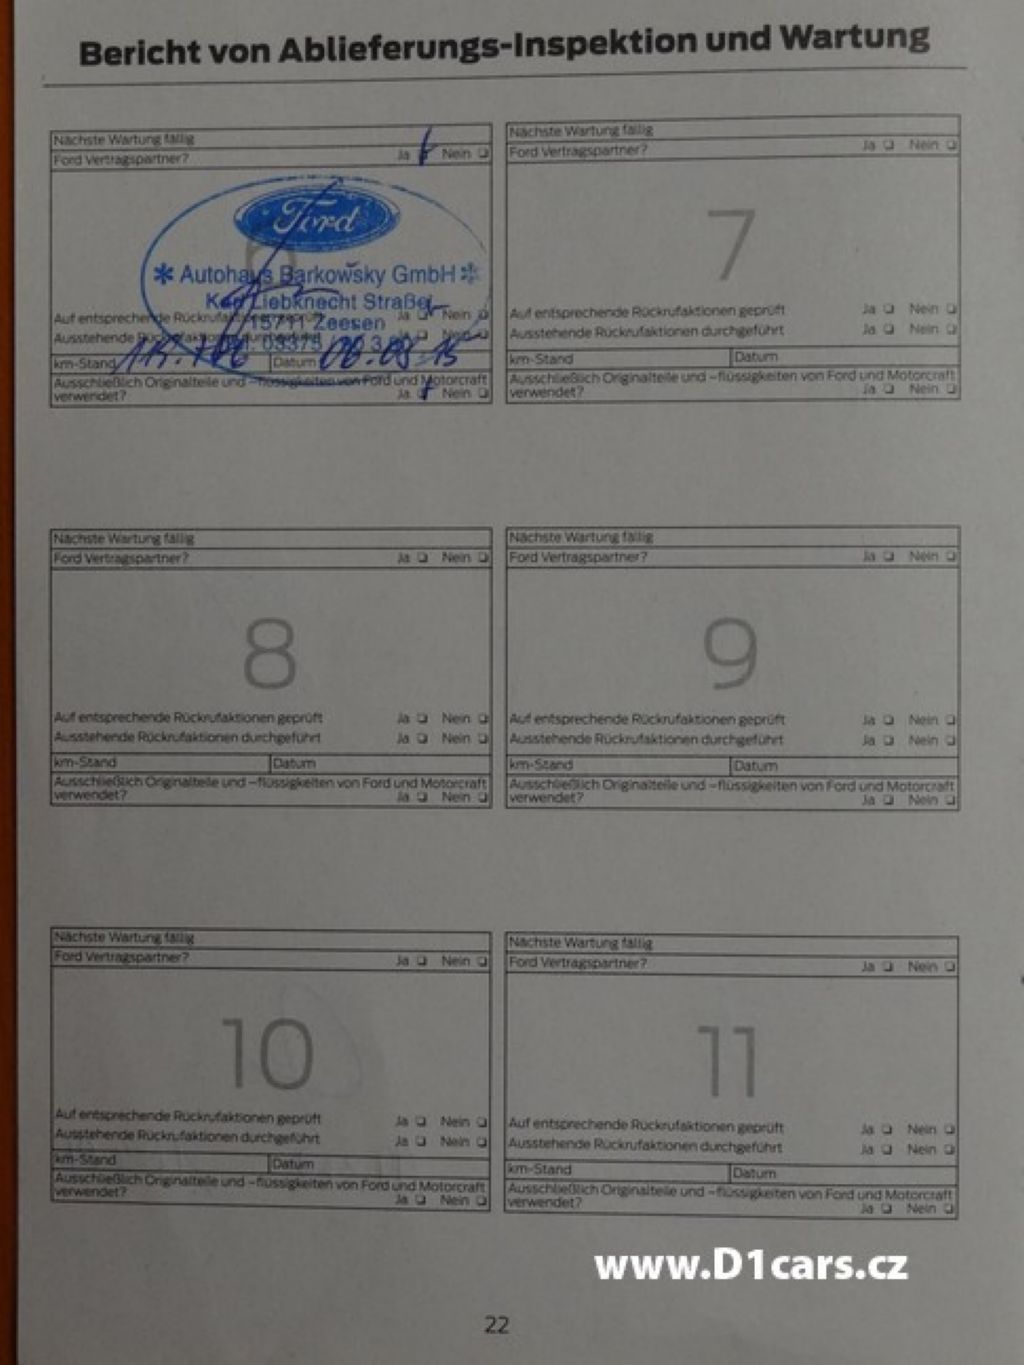 Bericht von Ablieferungs-Inspektion und Wartung
Nächste Wartung fällig
Ford Vertragspartner? Ja Nein ❑
6
Ford
* Autohaus Barkowsky GmbH *
Karl Liebknecht Straße
15711 Zeesen
Auf entsprechende Rückrufaktionen geprüft Ja ❑ Nein ❑
Ausstehende Rückrufaktionen Ja ❑ Nein ❑
km-Stand Datum
Ausschließlich Originalteile und -flüssigkeiten von Ford und Motorcraft
verwendet? Ja ❑ Nein ❑
Nächste Wartung fällig
Ford Vertragspartner? Ja ❑ Nein ❑
7
Auf entsprechende Rückrufaktionen geprüft Ja ❑ Nein ❑
Ausstehende Rückrufaktionen durchgeführt Ja ❑ Nein ❑
km-Stand Datum
Ausschließlich Originalteile und -flüssigkeiten von Ford und Motorcraft
verwendet? Ja ❑ Nein ❑
Nächste Wartung fällig
Ford Vertragspartner? Ja ❑ Nein ❑
8
Auf entsprechende Rückrufaktionen geprüft Ja ❑ Nein ❑
Ausstehende Rückrufaktionen durchgeführt Ja ❑ Nein ❑
km-Stand Datum
Ausschließlich Originalteile und -flüssigkeiten von Ford und Motorcraft
verwendet? Ja ❑ Nein ❑
Nächste Wartung fällig
Ford Vertragspartner? Ja ❑ Nein ❑
9
Auf entsprechende Rückrufaktionen geprüft Ja ❑ Nein ❑
Ausstehende Rückrufaktionen durchgeführt Ja ❑ Nein ❑
km-Stand Datum
Ausschließlich Originalteile und -flüssigkeiten von Ford und Motorcraft
verwendet? Ja ❑ Nein ❑
Nächste Wartung fällig
Ford Vertragspartner? Ja ❑ Nein ❑
10
Auf entsprechende Rückrufaktionen geprüft Ja ❑ Nein ❑
Ausstehende Rückrufaktionen durchgeführt Ja ❑ Nein ❑
km-Stand Datum
Ausschließlich Originalteile und -flüssigkeiten von Ford und Motorcraft
verwendet? Ja ❑ Nein ❑
Nächste Wartung fällig
Ford Vertragspartner? Ja ❑ Nein ❑
11
Auf entsprechende Rückrufaktionen geprüft Ja ❑ Nein ❑
Ausstehende Rückrufaktionen durchgeführt Ja ❑ Nein ❑
km-Stand Datum
Ausschließlich Originalteile und -flüssigkeiten von Ford und Motorcraft
verwendet? Ja ❑ Nein ❑
www.D1cars.cz
22